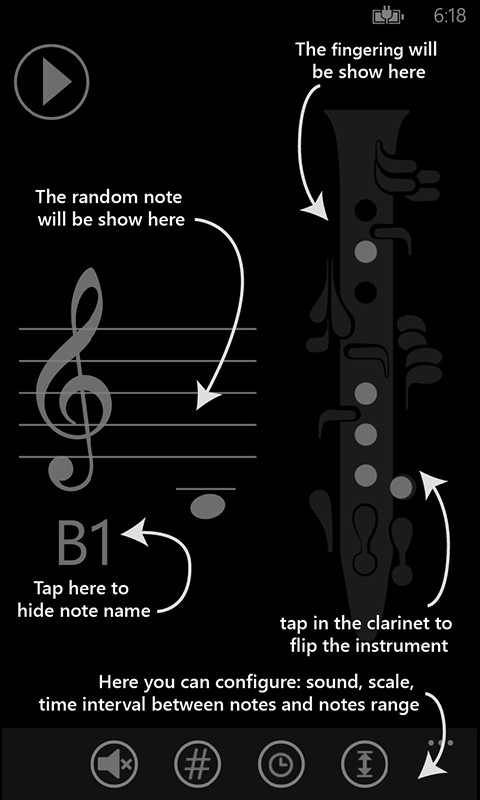 6:18
The fingering will
be show here
The random note
will be show here
B1
Tap here to
hide note name
tap in the clarinet to
flip the instrument
Here you can configure: sound, scale,
time interval between notes and notes range
#